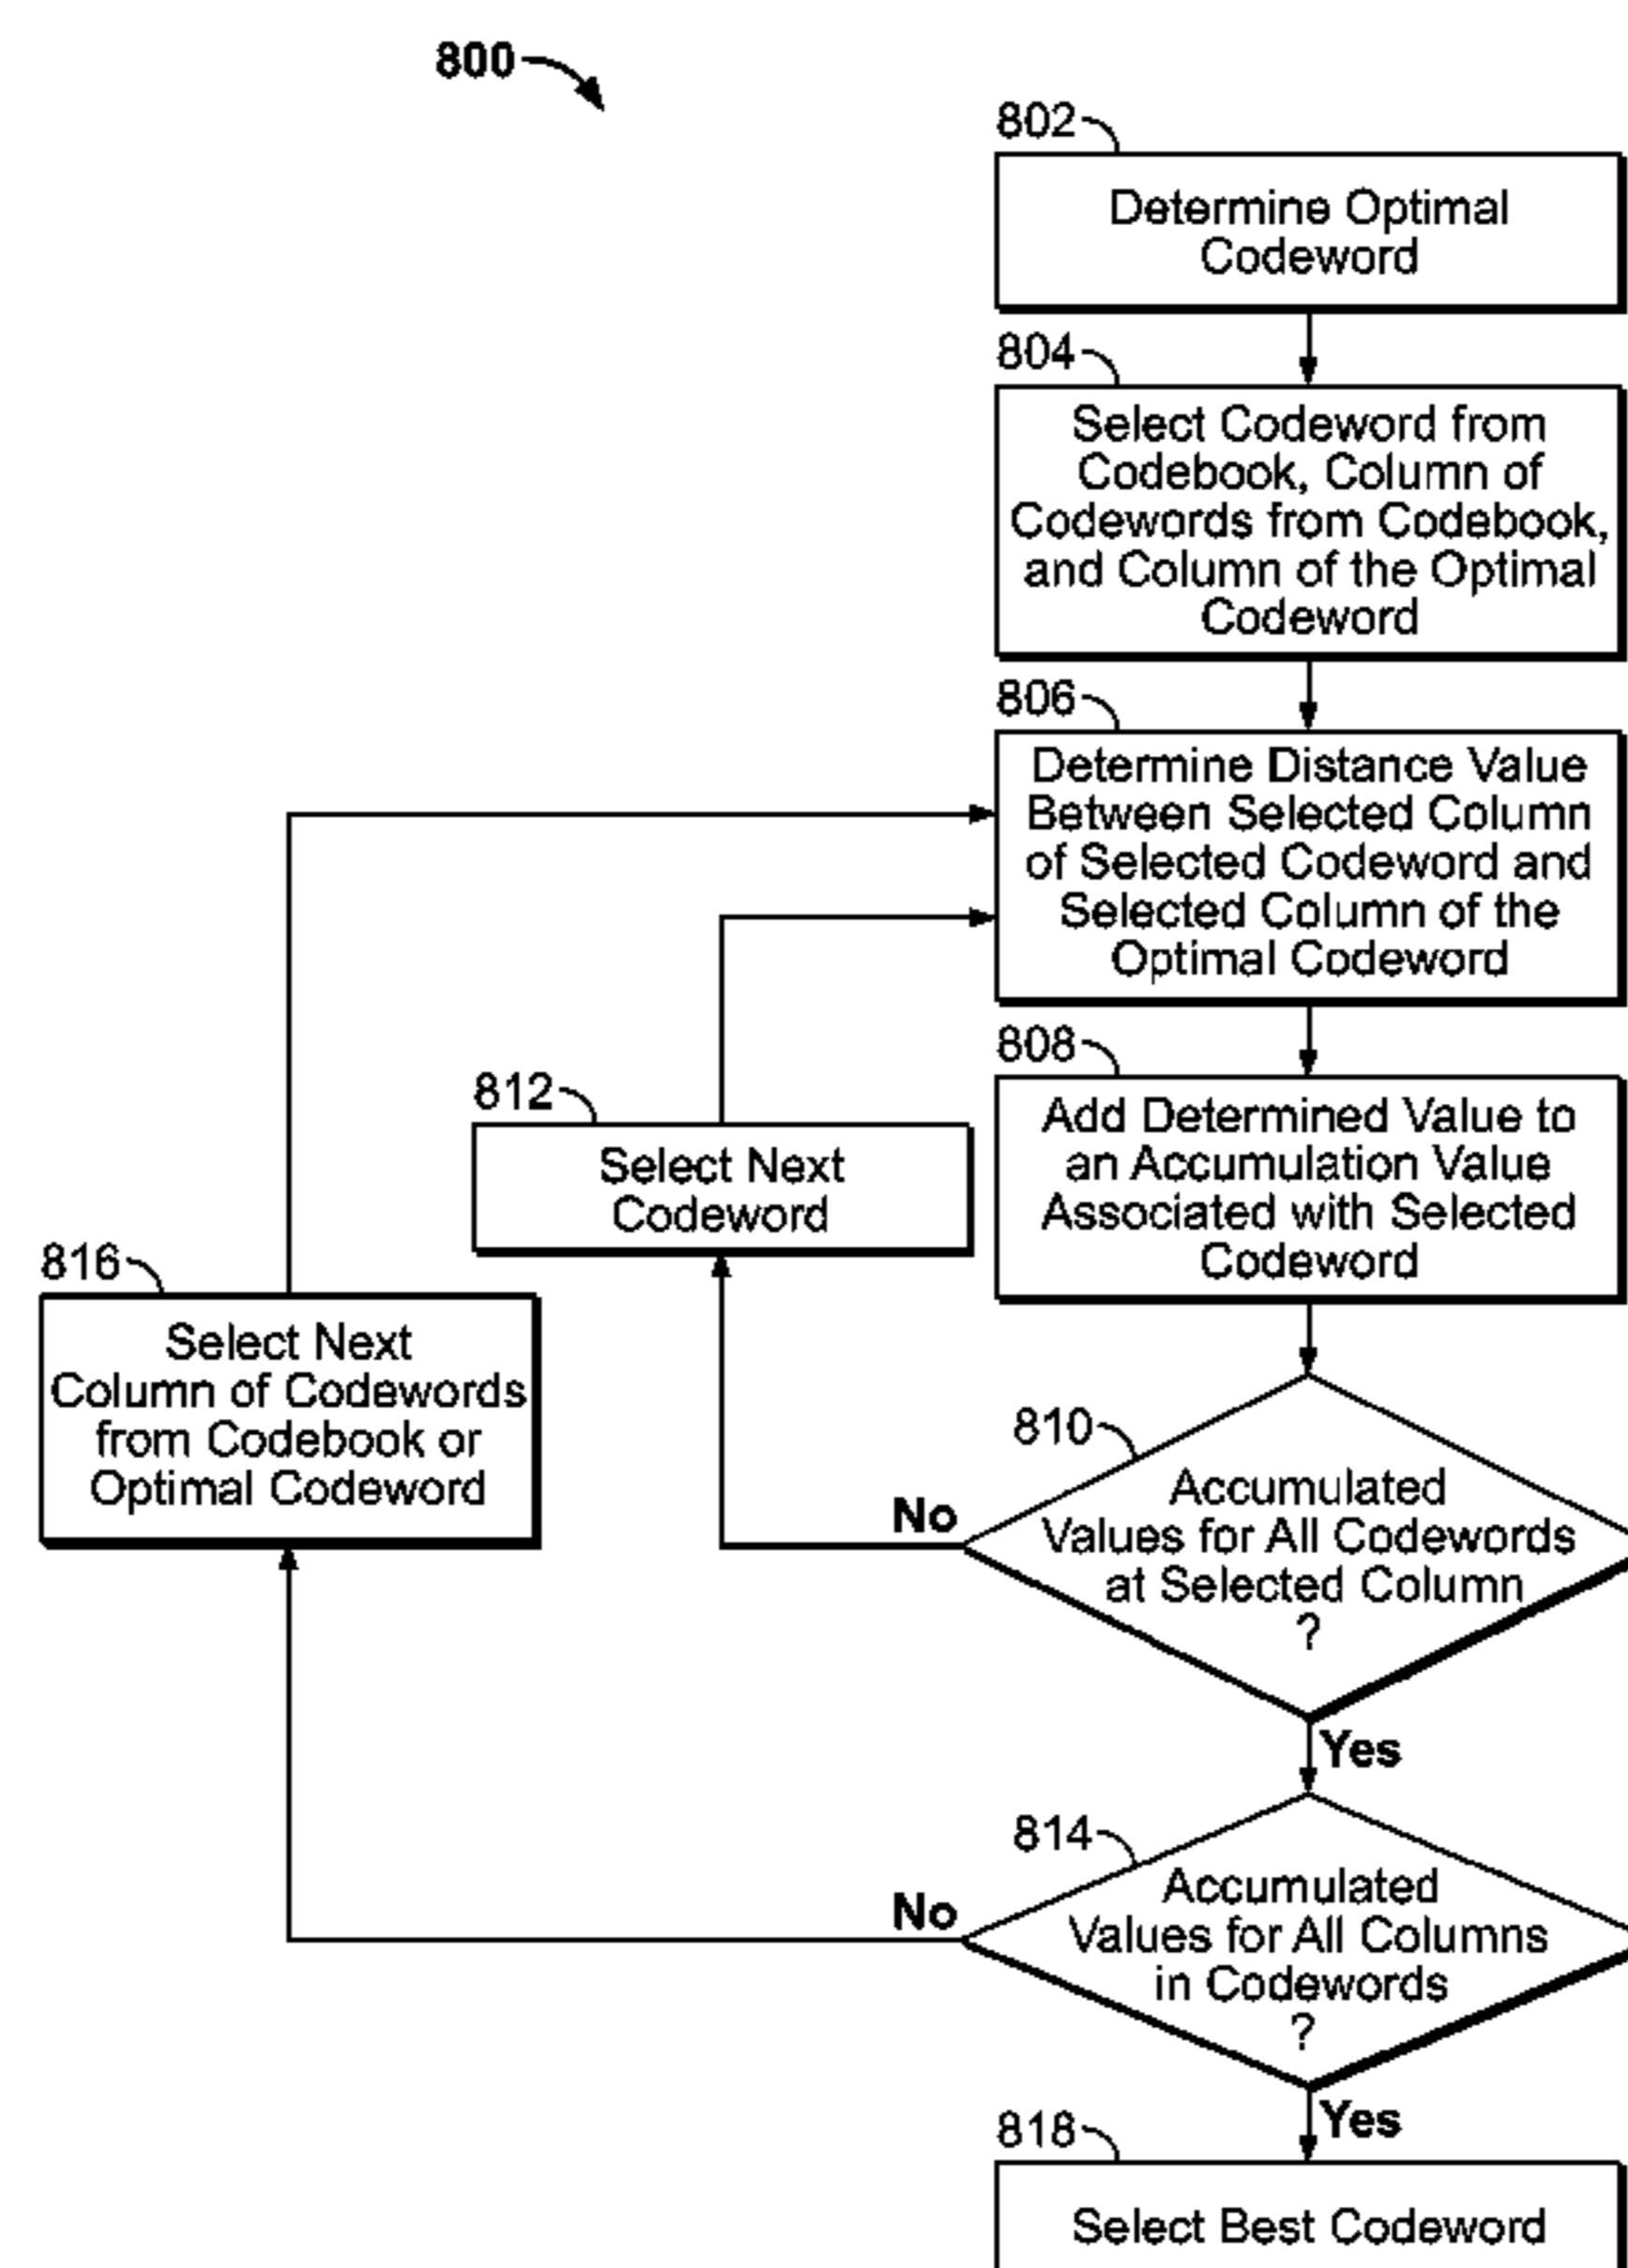 800
802
Determine Optimal
Codeword
804
Select Codeword from
Codebook, Column of
Codewords from Codebook,
and Column of the Optimal
Codeword
806
Determine Distance Value
Between Selected Column
of Selected Codeword and
Selected Column of the
Optimal Codeword
808
Add Determined Value to
an Accumulation Value
Associated with Selected
Codeword
812
Select Next
Codeword
816
Select Next
Column of Codewords
from Codebook or
Optimal Codeword
810
Accumulated
Values for All Codewords
at Selected Column
?
No
Yes
814
Accumulated
Values for All Columns
in Codewords
?
No
Yes
818
Select Best Codeword